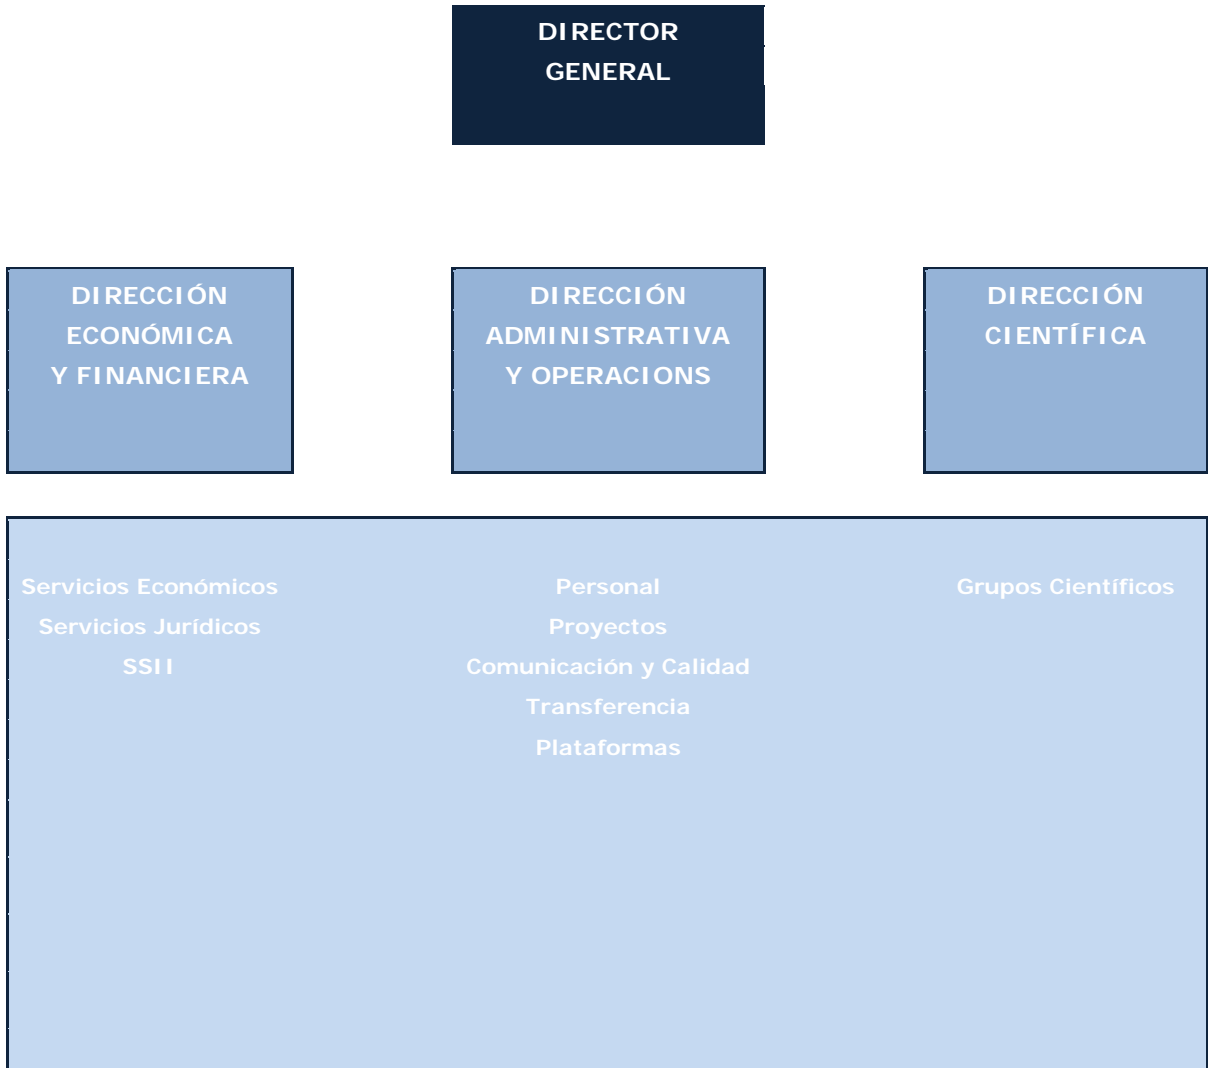 DIRECTOR
GENERAL
DIRECCIÓN
ECONÓMICA
Y FINANCIERA
DIRECCIÓN
ADMINISTRATIVA
Y OPERACIONS
DIRECCIÓN
CIENTÍFICA
Servicios Económicos
Servicios Jurídicos
SSII
Personal
Proyectos
Comunicación y Calidad
Transferencia
Plataformas
Grupos Científicos